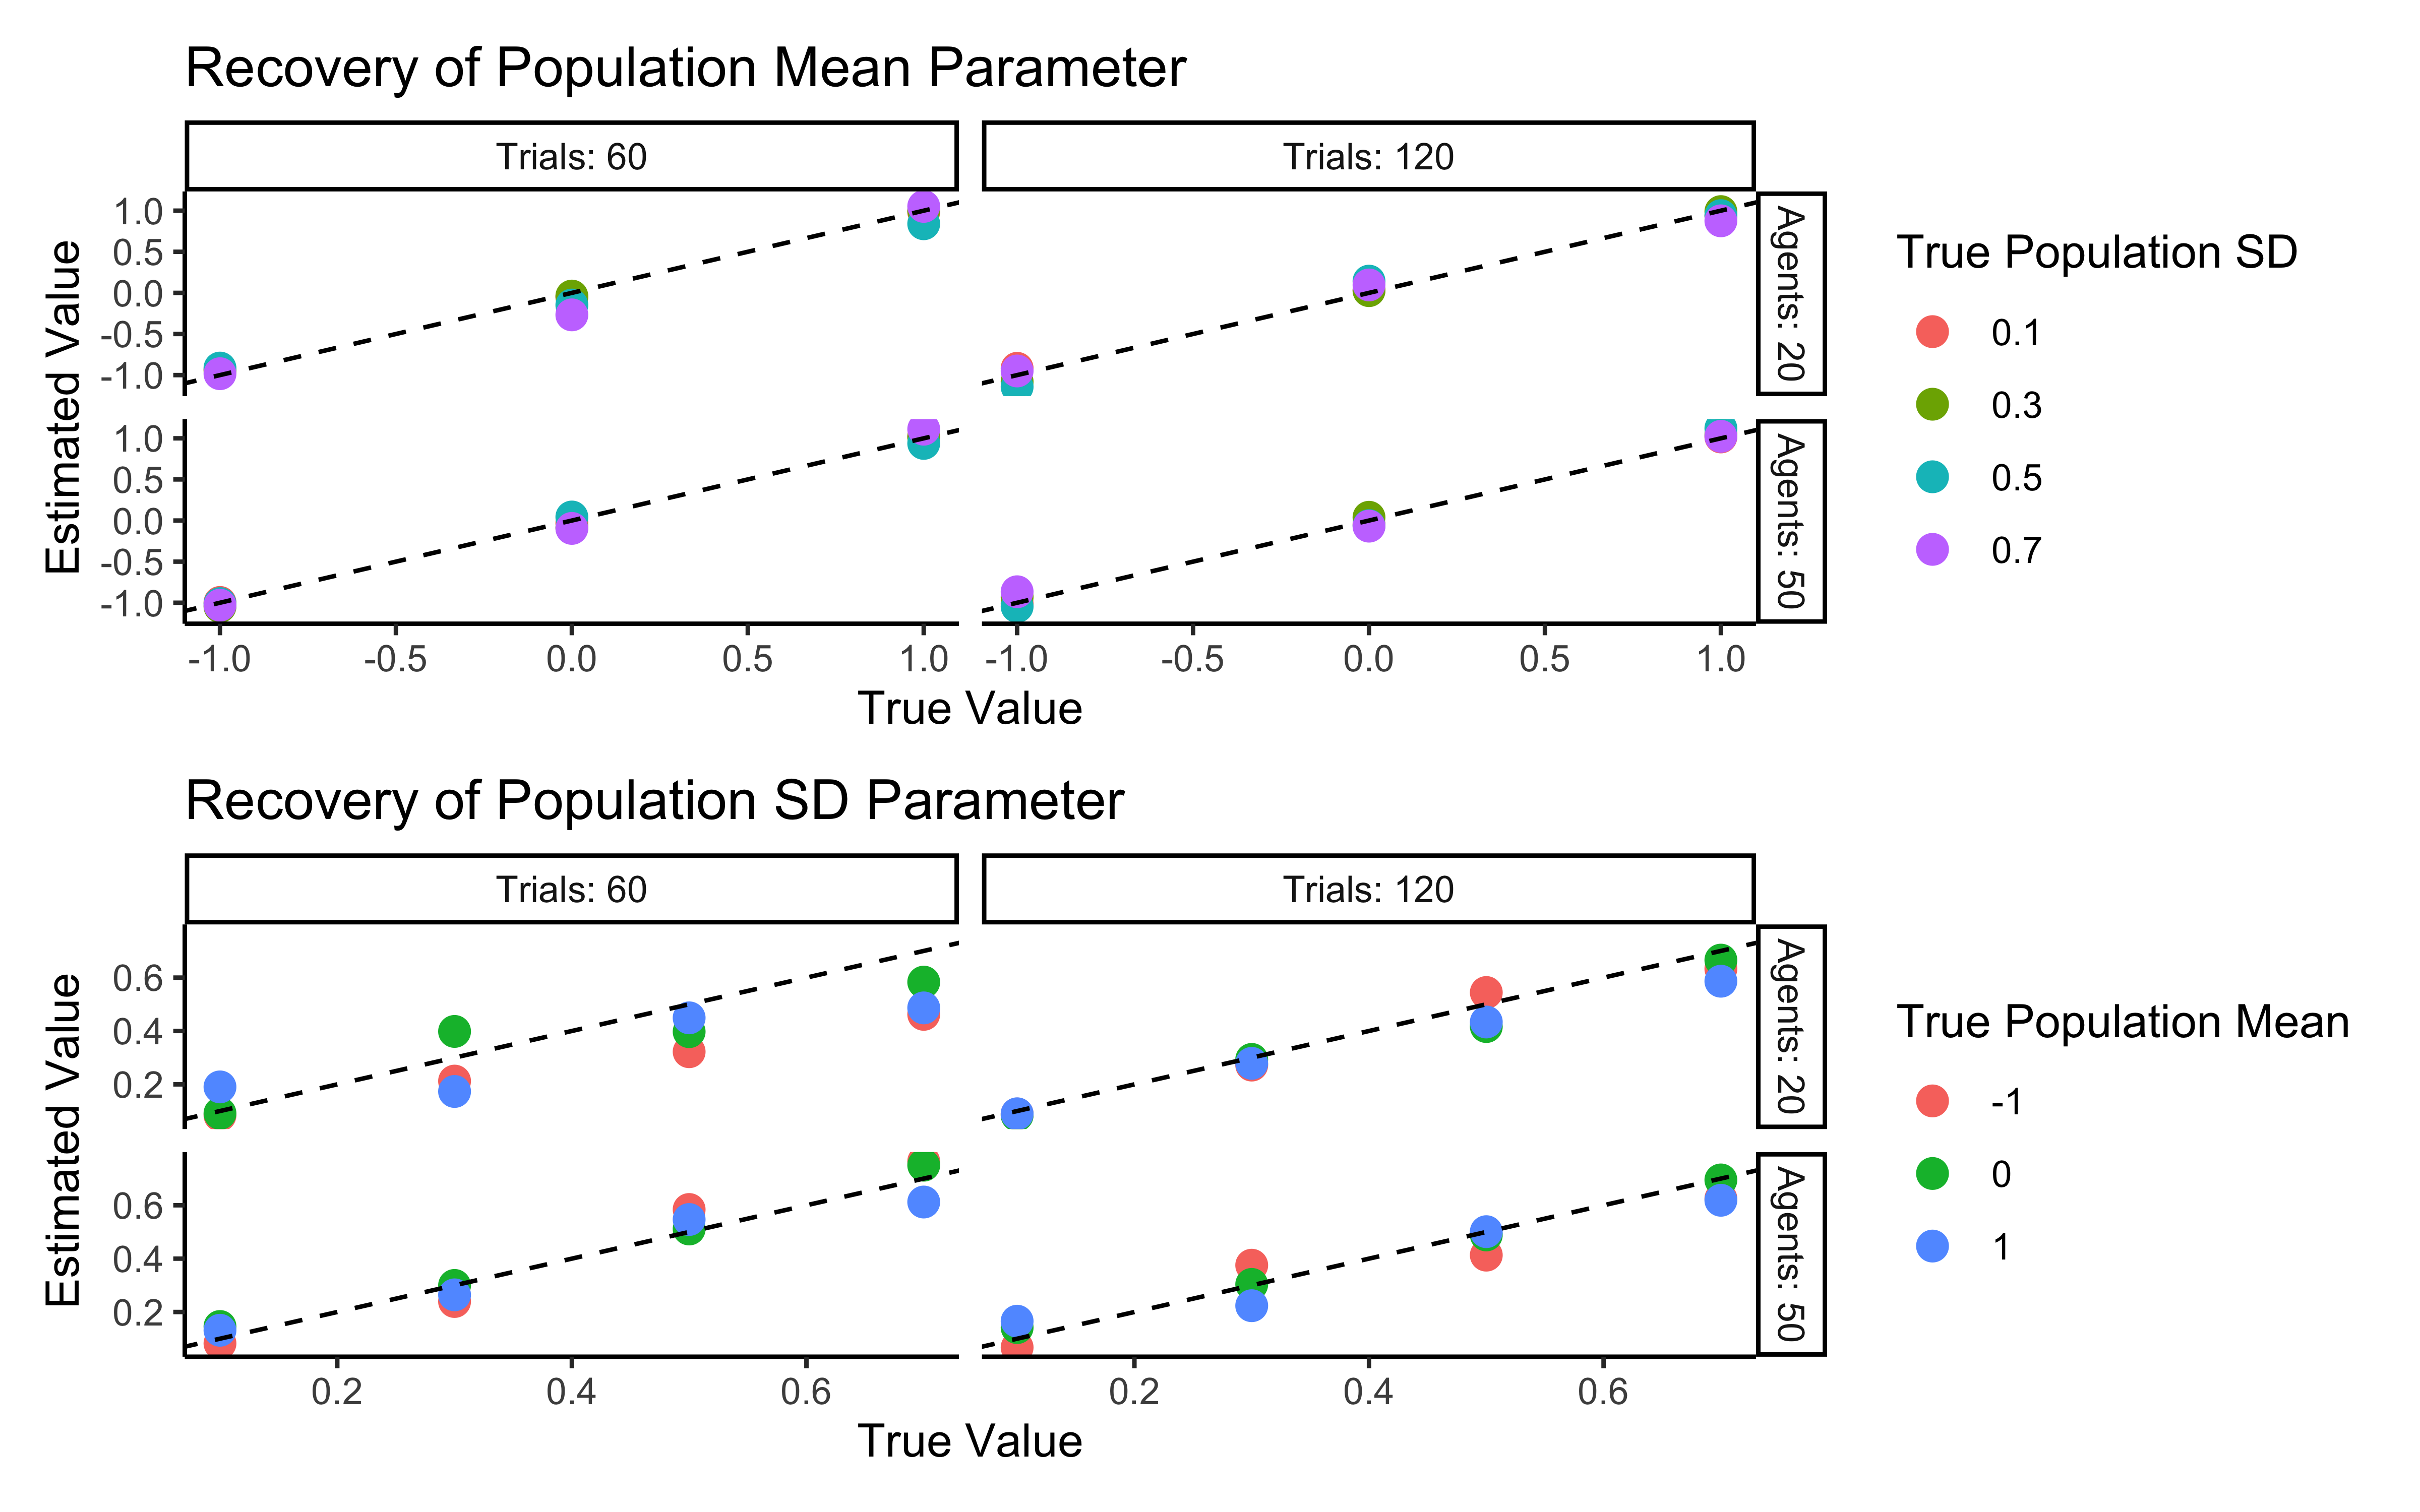 Recovery of Population Mean Parameter
Trials: 60
Trials: 120
Estimated Value
1.0
0.5
0.0
-0.5
-1.0
Agents: 20
1.0
0.5
0.0
-0.5
-1.0
Agents: 50
-1.0 -0.5 0.0 0.5 1.0
-1.0 -0.5 0.0 0.5 1.0
True Value
True Population SD
0.1
0.3
0.5
0.7
Recovery of Population SD Parameter
Trials: 60
Trials: 120
Estimated Value
0.6
0.4
0.2
Agents: 20
0.6
0.4
0.2
Agents: 50
0.2 0.4 0.6
0.2 0.4 0.6
True Value
True Population Mean
-1
0
1